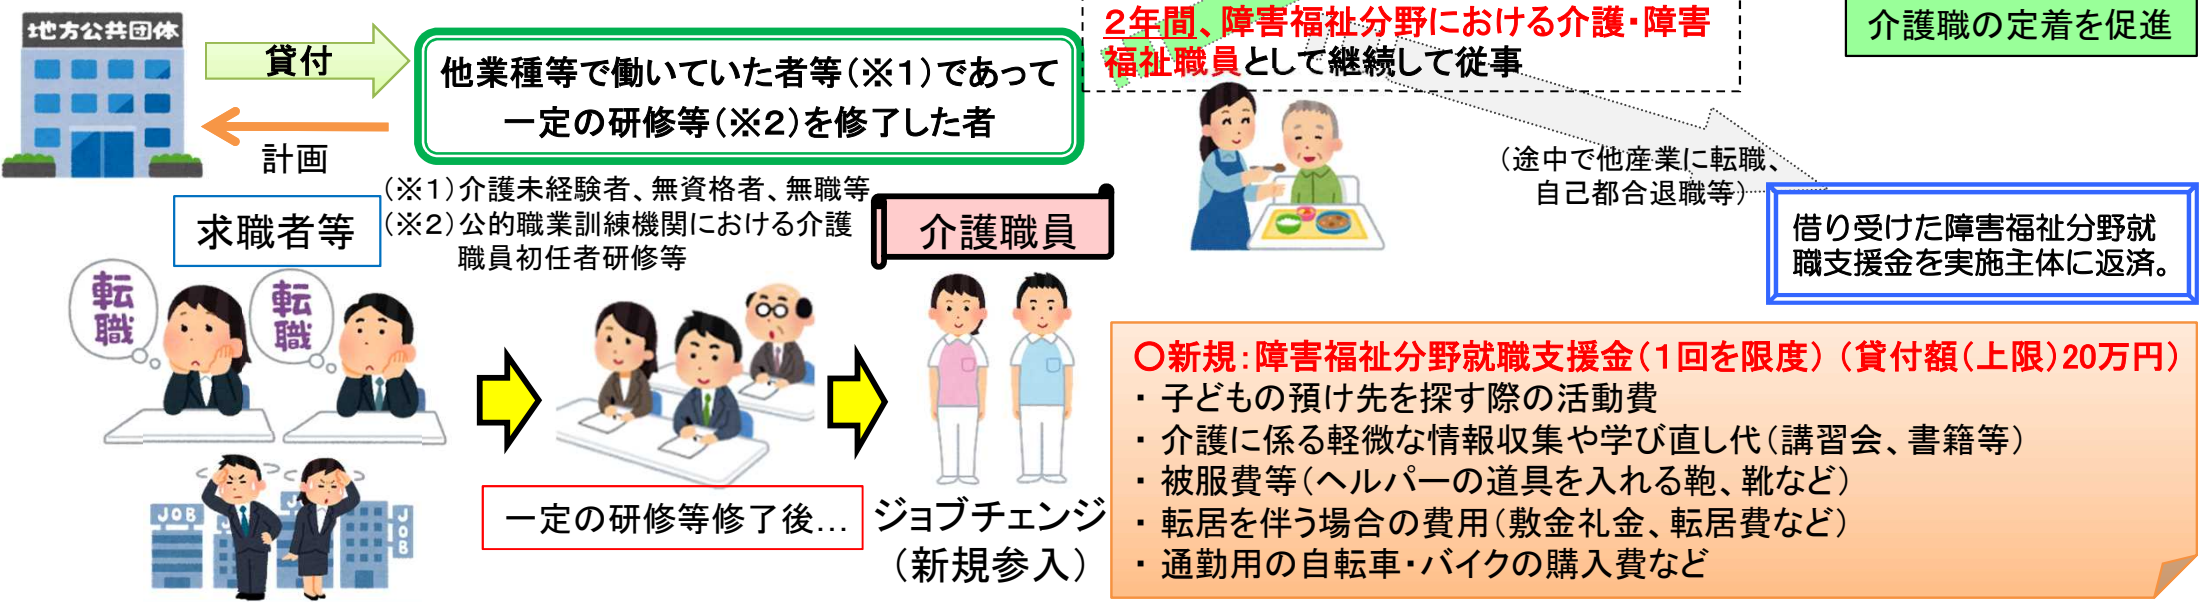 地方公共団体
貸付
計画
他業種等で働いていた者等(※1)であって
一定の研修等(※2)を修了した者
(※1)介護未経験者、無資格者、無職等
(※2)公的職業訓練機関における介護
職員初任者研修等
2年間、障害福祉分野における介護・障害
福祉職員として継続して従事
介護職の定着を促進
(途中で他産業に転職、
自己都合退職等)
借り受けた障害福祉分野就
職支援金を実施主体に返済。
求職者等
転職
転職
JOB
J
JOB
一定の研修等修了後…
介護職員
ジョブチェンジ
(新規参入)
○新規:障害福祉分野就職支援金(1回を限度)(貸付額(上限)20万円)
・子どもの預け先を探す際の活動費
・介護に係る軽微な情報収集や学び直し代(講習会、書籍等)
・被服費等(ヘルパーの道具を入れる鞄、靴など)
・転居を伴う場合の費用(敷金礼金、転居費など)
・通勤用の自転車・バイクの購入費など